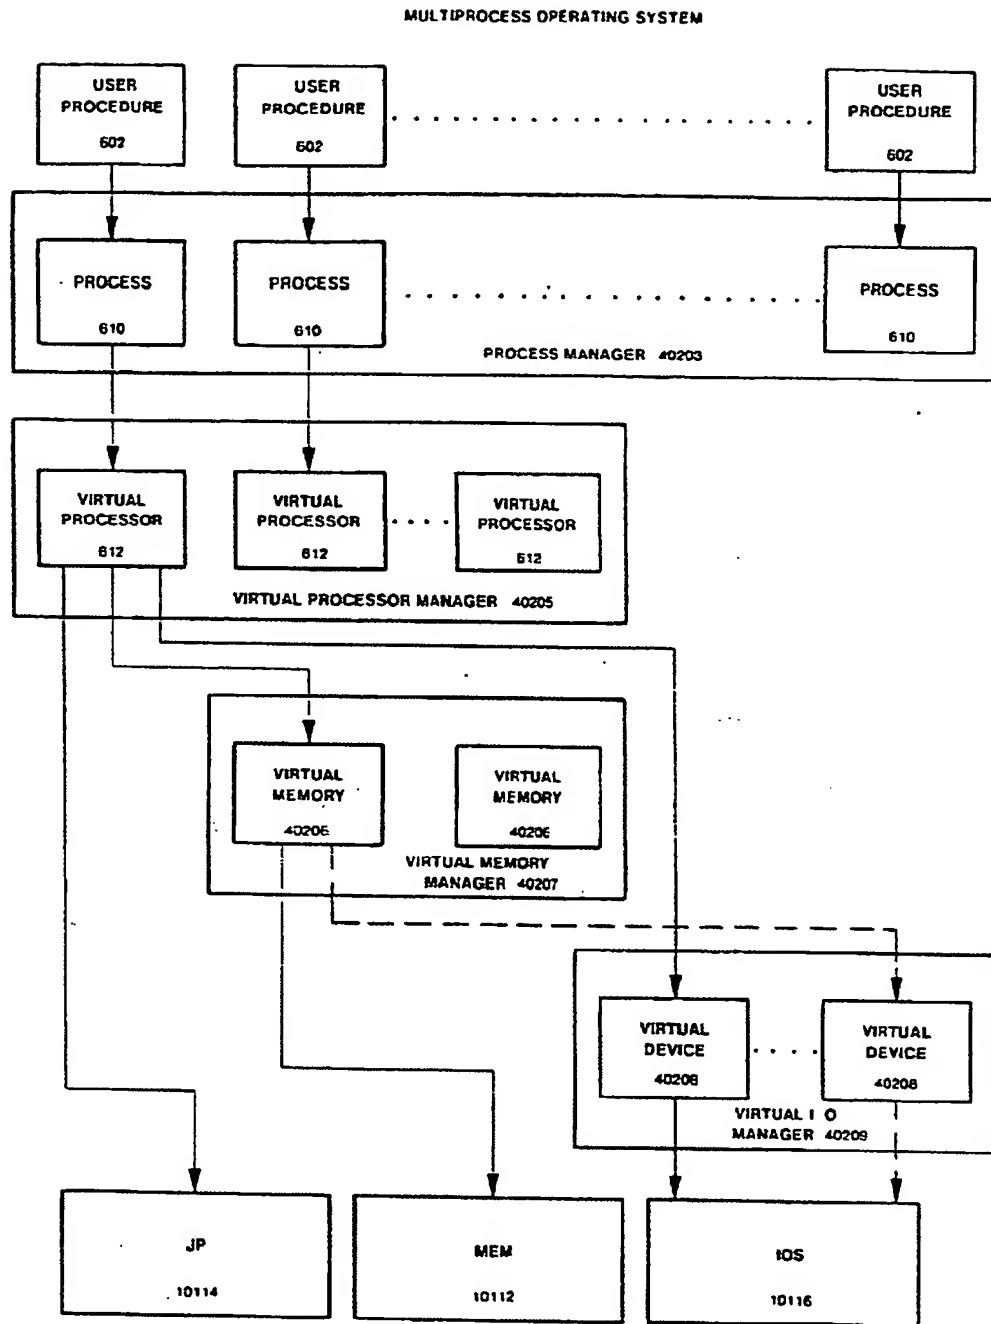 MULTIPROCESS OPERATING SYSTEM
USER
PROCEDURE
602
USER
PROCEDURE
602
USER
PROCEDURE
602
PROCESS
610
PROCESS
610
PROCESS
610
PROCESS MANAGER 40203
VIRTUAL
PROCESSOR
612
VIRTUAL
PROCESSOR
612
VIRTUAL
PROCESSOR
612
VIRTUAL PROCESSOR MANAGER 40205
VIRTUAL
MEMORY
40206
VIRTUAL
MEMORY
40206
VIRTUAL MEMORY
MANAGER 40207
VIRTUAL
DEVICE
40208
VIRTUAL
DEVICE
40208
VIRTUAL I O
MANAGER 40209
JP
10114
MEM
10112
IOS
10116